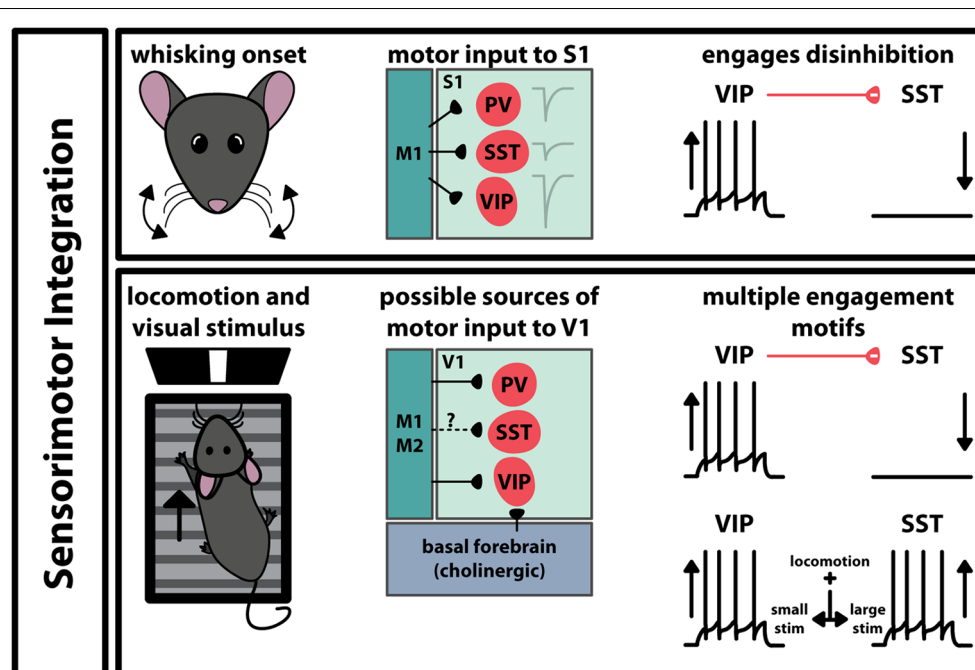 Sensorimotor Integration
whisking onset
motor input to S1
S1
M1
PV
SST
VIP
engages disinhibition
VIP
SST
locomotion and
visual stimulus
possible sources of
motor input to V1
V1
M1
M2
?
PV
SST
VIP
basal forebrain
(cholinergic)
multiple engagement
motifs
VIP
SST
VIP
SST
locomotion
+
small
stim
large
stim